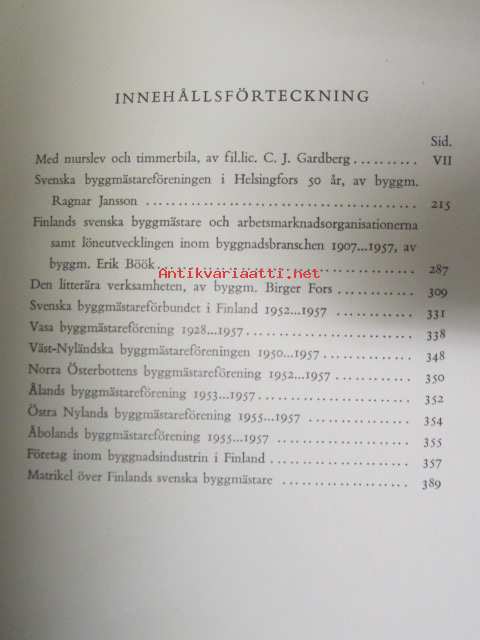 INNEHÅLLSFÖRTECKNING
Sid.
Med murslev och timmerbila, av fil.lic. C. J. Gardberg .......... VII
Svenska byggmästareföreningen i Helsingfors 50 år, av byggm.
Ragnar Jansson .................... 215
Finlands svenska byggmästare och arbetsmarknadsorganisationerna
samt löneutvecklingen inom byggnadsbranschen 1907...1957, av
byggm. Erik Böök .................... 287
Antikvariaatti.net
Den litterära verksamheten, av byggm. Birger Fors .......... 309
Svenska byggmästareförbundet i Finland 1952...1957 .......... 331
Vasa byggmästareförening 1928...1957 .................... 338
Väst-Nyländska byggmästareföreningen 1950...1957 .......... 348
Norra Österbottens byggmästareförening 1952...1957 .......... 350
Ålands byggmästareförening 1953...1957 .................... 352
Östra Nylands byggmästareförening 1955...1957 .............. 354
Åbolands byggmästareförening 1955...1957 .................. 355
Företag inom byggnadsindustrin i Finland .................... 357
Matrikel över Finlands svenska byggmästare .................... 389